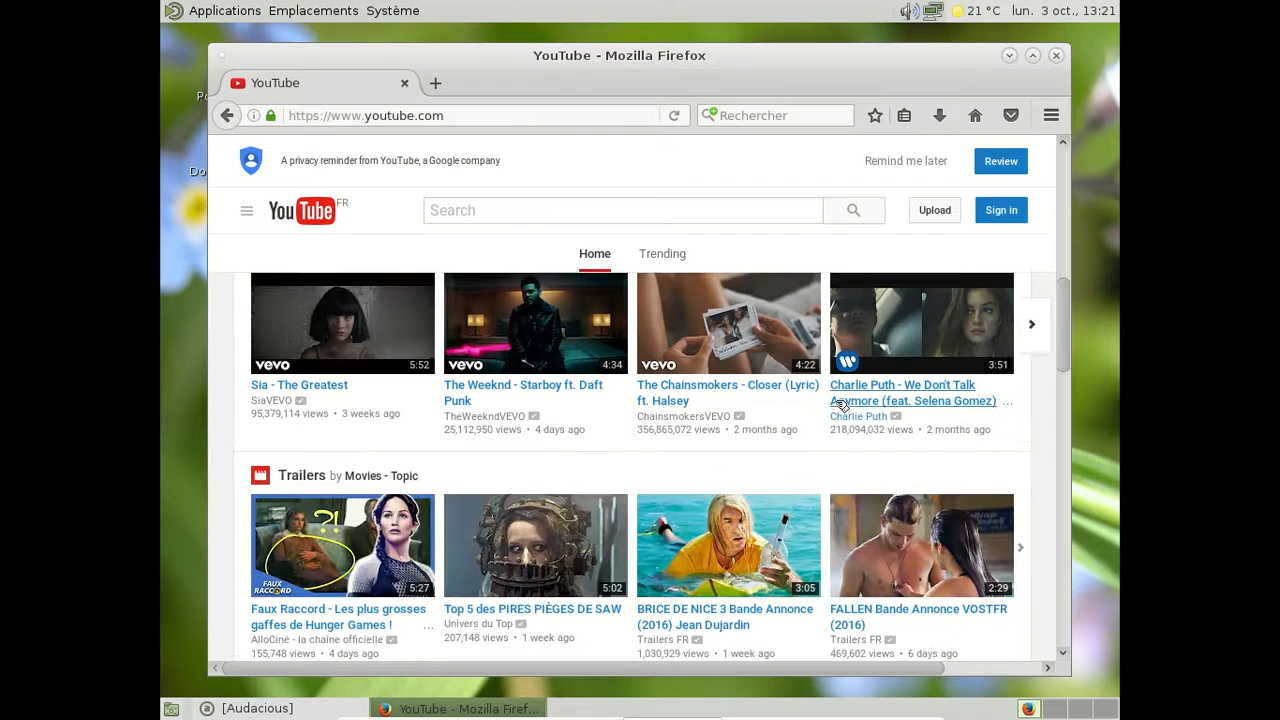 Applications Emplacements Système
21 °C lun. 3 oct., 13:21
YouTube - Mozilla Firefox
YouTube
https://www.youtube.com
Rechercher
A privacy reminder from YouTube, a Google company
Remind me later
Review
YouTube FR
Search
Upload
Sign in
Home
Trending
vevo 5:52
vevo 4:34
vevo 4:22
3:51
Sia - The Greatest
SiaVEVO
95,379,114 views • 3 weeks ago
The Weeknd - Starboy ft. Daft
Punk
TheWeekndVEVO
25,112,950 views • 4 days ago
The Chainsmokers - Closer (Lyric)
ft. Halsey
ChainsmokersVEVO
356,865,072 views • 2 months ago
Charlie Puth - We Don't Talk
Anymore (feat. Selena Gomez) ...
Charlie Puth
218,094,032 views • 2 months ago
Trailers by Movies - Topic
?!
FAUX
RACCORD
5:27
5:02
3:05
2:29
Faux Raccord - Les plus grosses
gaffes de Hunger Games ! ...
AlloCiné - la chaine officielle
155,748 views • 4 days ago
Top 5 des PIRES PIÈGES DE SAW
Univers du Top
207,148 views • 1 week ago
BRICE DE NICE 3 Bande Annonce
(2016) Jean Dujardin
Trailers FR
1,030,929 views • 1 week ago
FALLEN Bande Annonce VOSTFR
(2016)
Trailers FR
469,602 views • 6 days ago
[Audacious]
YouTube - Mozilla Firef...